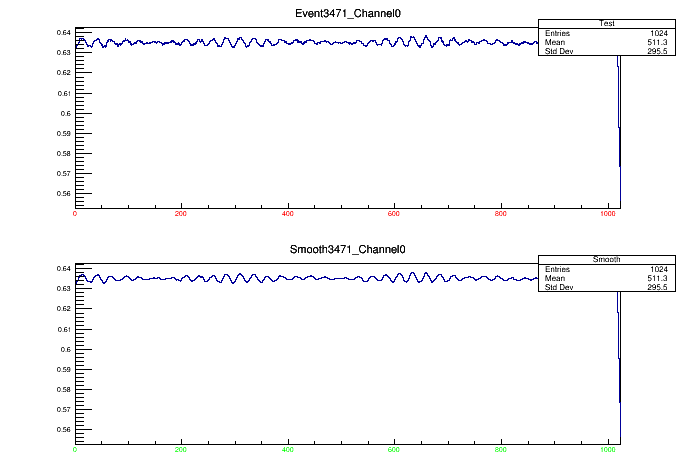 Event3471_Channel0
Test
Entries 1024
Mean 511.3
Std Dev 295.5
0.64
0.63
0.62
0.61
0.6
0.59
0.58
0.57
0.56
0 200 400 600 800 1000
Smooth3471_Channel0
Smooth
Entries 1024
Mean 511.3
Std Dev 295.5
0.64
0.63
0.62
0.61
0.6
0.59
0.58
0.57
0.56
0 200 400 600 800 1000